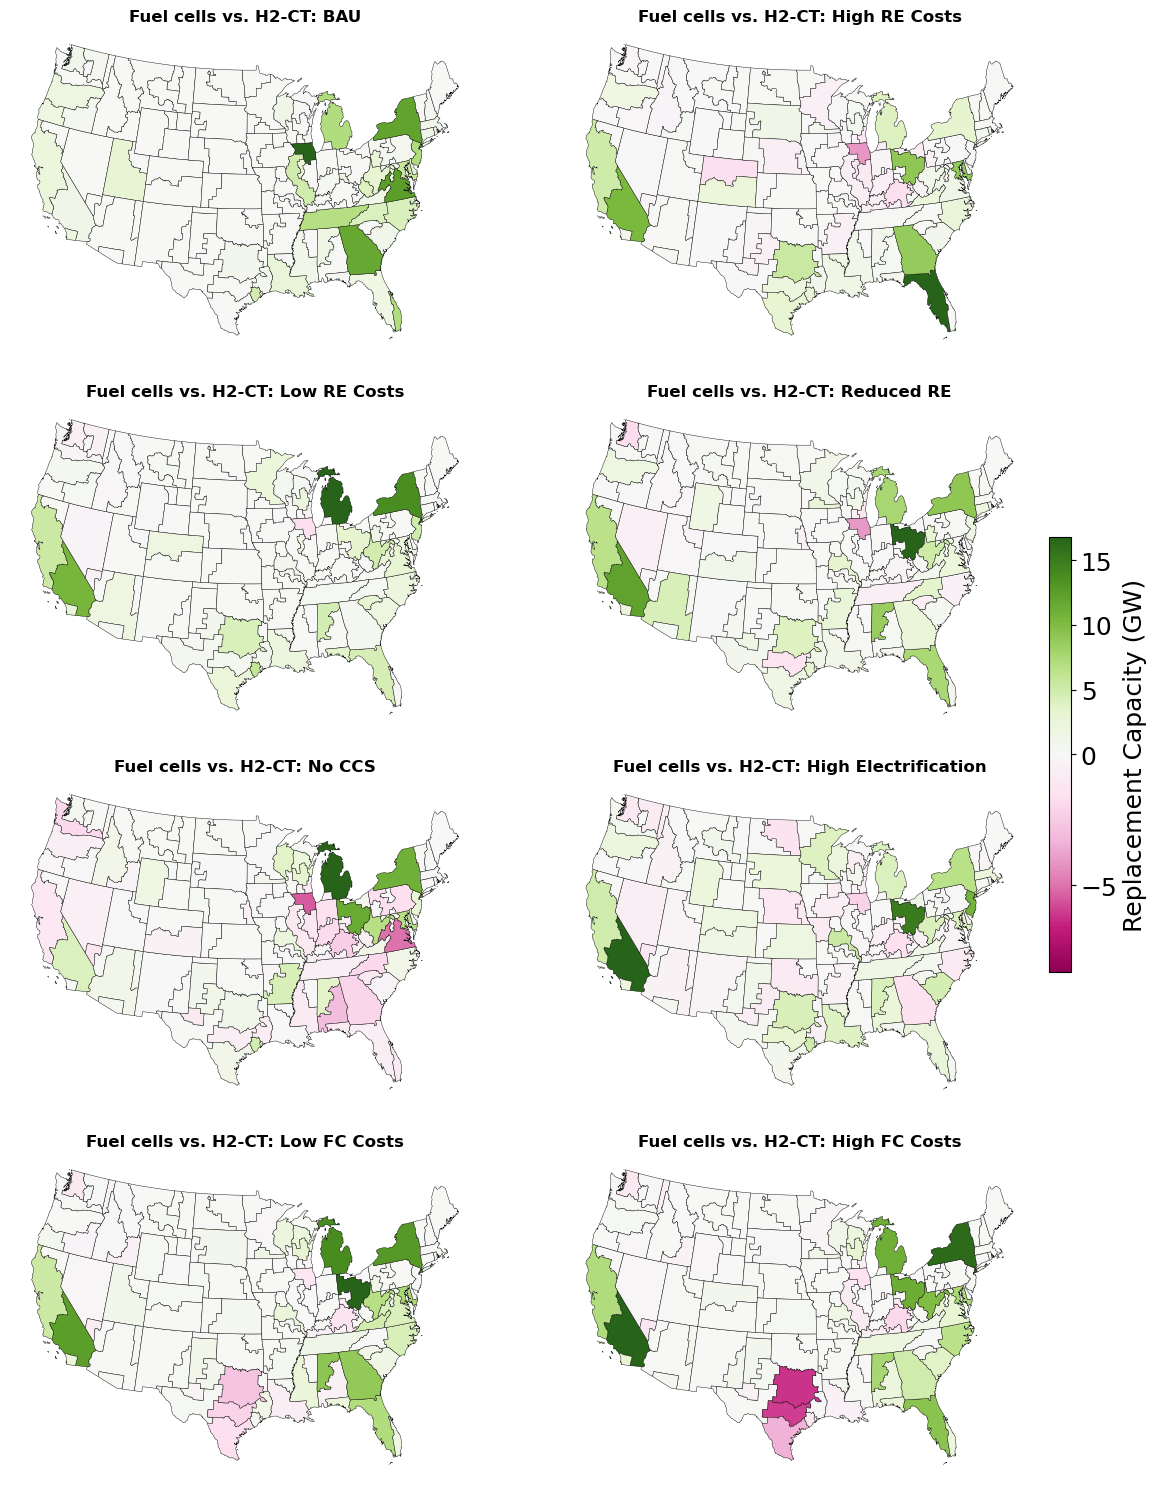 Fuel cells vs. H2-CT: BAU
Fuel cells vs. H2-CT: High RE Costs
Fuel cells vs. H2-CT: Low RE Costs
Fuel cells vs. H2-CT: Reduced RE
Fuel cells vs. H2-CT: No CCS
Fuel cells vs. H2-CT: High Electrification
Fuel cells vs. H2-CT: Low FC Costs
Fuel cells vs. H2-CT: High FC Costs
15
10
5
0
−5
Replacement Capacity (GW)